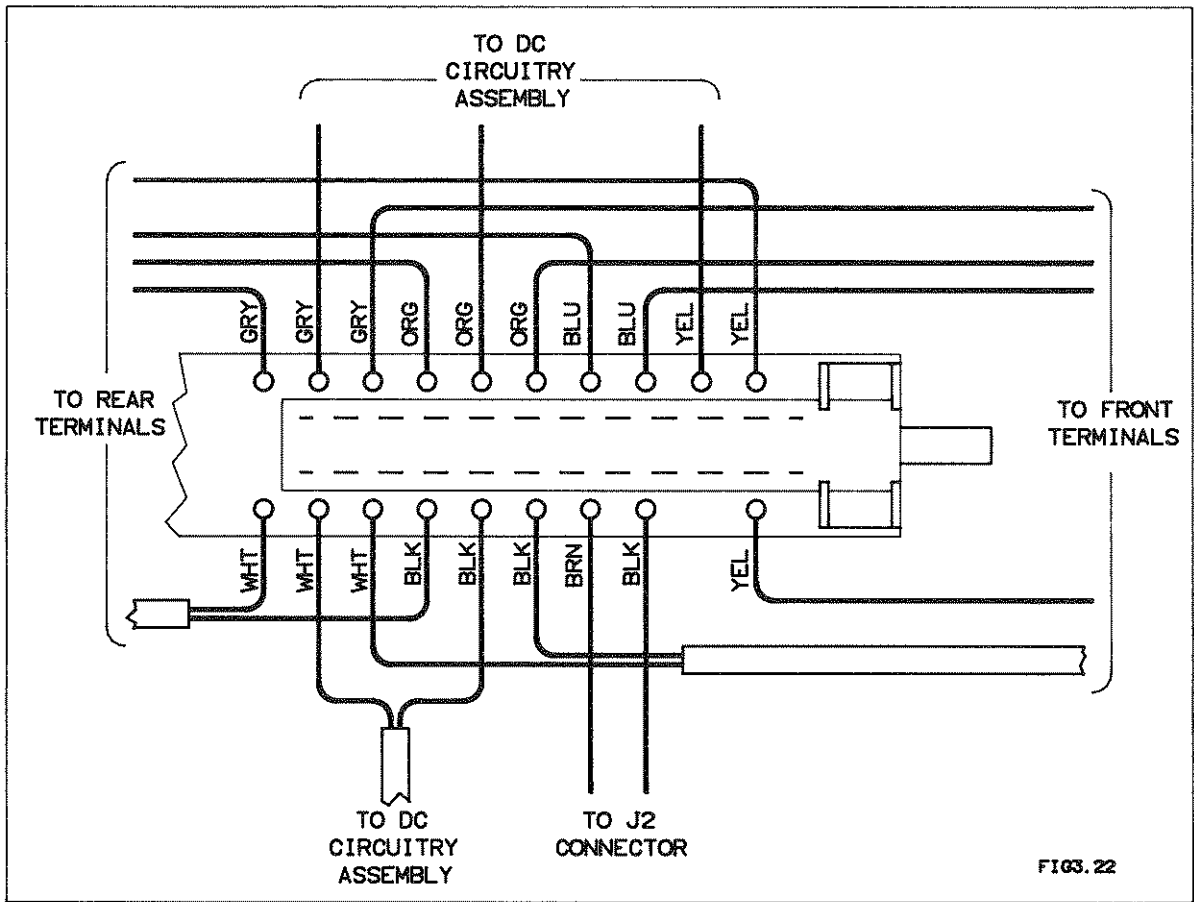 TO DC
CIRCUITRY
ASSEMBLY
GRY GRY GRY ORG ORG ORG BLU BLU YEL YEL
TO REAR
TERMINALS
TO FRONT
TERMINALS
WHT WHT WHT BLK BLK BLK BRN BLK YEL
TO DC
CIRCUITRY
ASSEMBLY
TO J2
CONNECTOR
FIG3.22